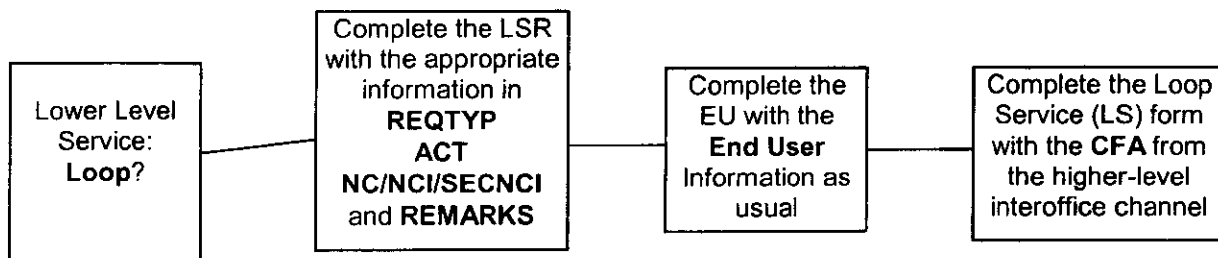 Lower Level
Service:
Loop?
Complete the LSR
with the appropriate
information in
REQTYP
ACT
NC/NCI/SECNCI
and REMARKS
Complete the
EU with the
End User
Information as
usual
Complete the Loop
Service (LS) form
with the CFA from
the higher-level
interoffice channel